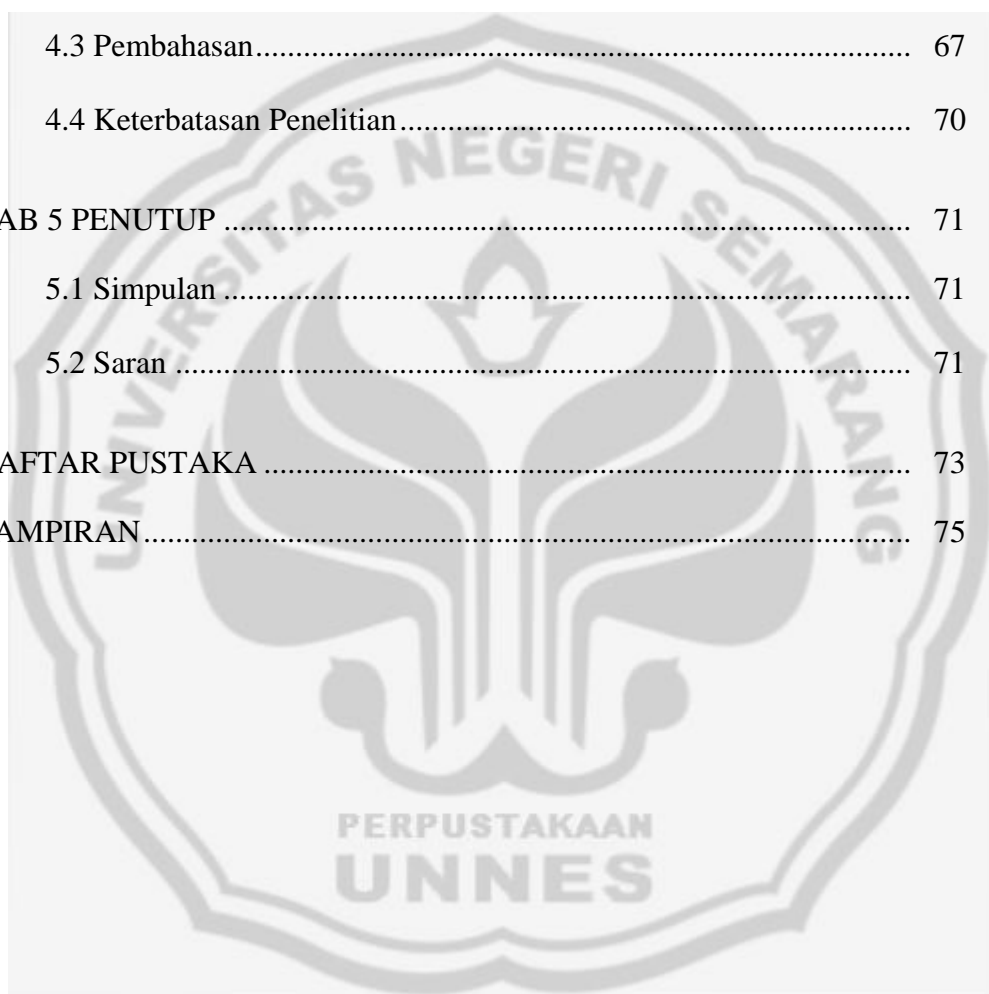 4.3 Pembahasan.................................................................................. 67
4.4 Keterbatasan Penelitian................................................................ 70
AB 5 PENUTUP ...................................................................................... 71
5.1 Simpulan ...................................................................................... 71
5.2 Saran ............................................................................................ 71
AFTAR PUSTAKA ................................................................................. 73
AMPIRAN................................................................................................ 75
UNIVERSITAS NEGERI SEMARANG
PERPUSTAKAAN
UNNES